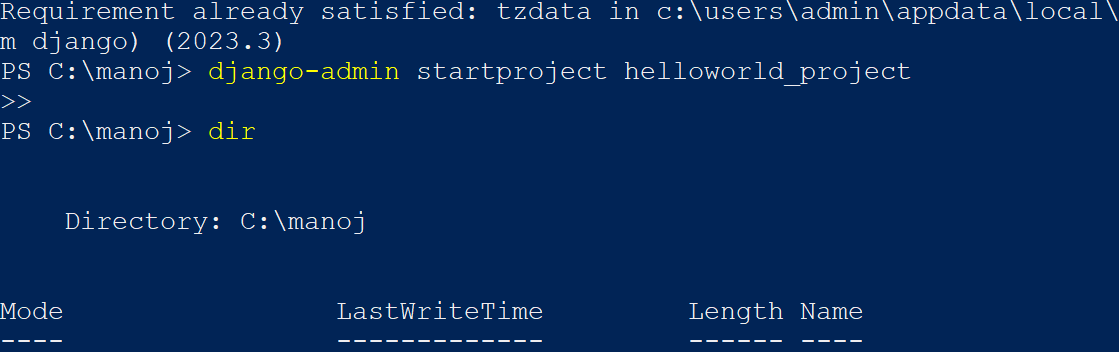 Requirement already satisfied: tzdata in c:\users\admin\appdata\local\
m django) (2023.3)
PS C:\manoj> django-admin startproject helloworld_project
>>
PS C:\manoj> dir
Directory: C:\manoj
Mode LastWriteTime Length Name
---- ------------- ------ ----